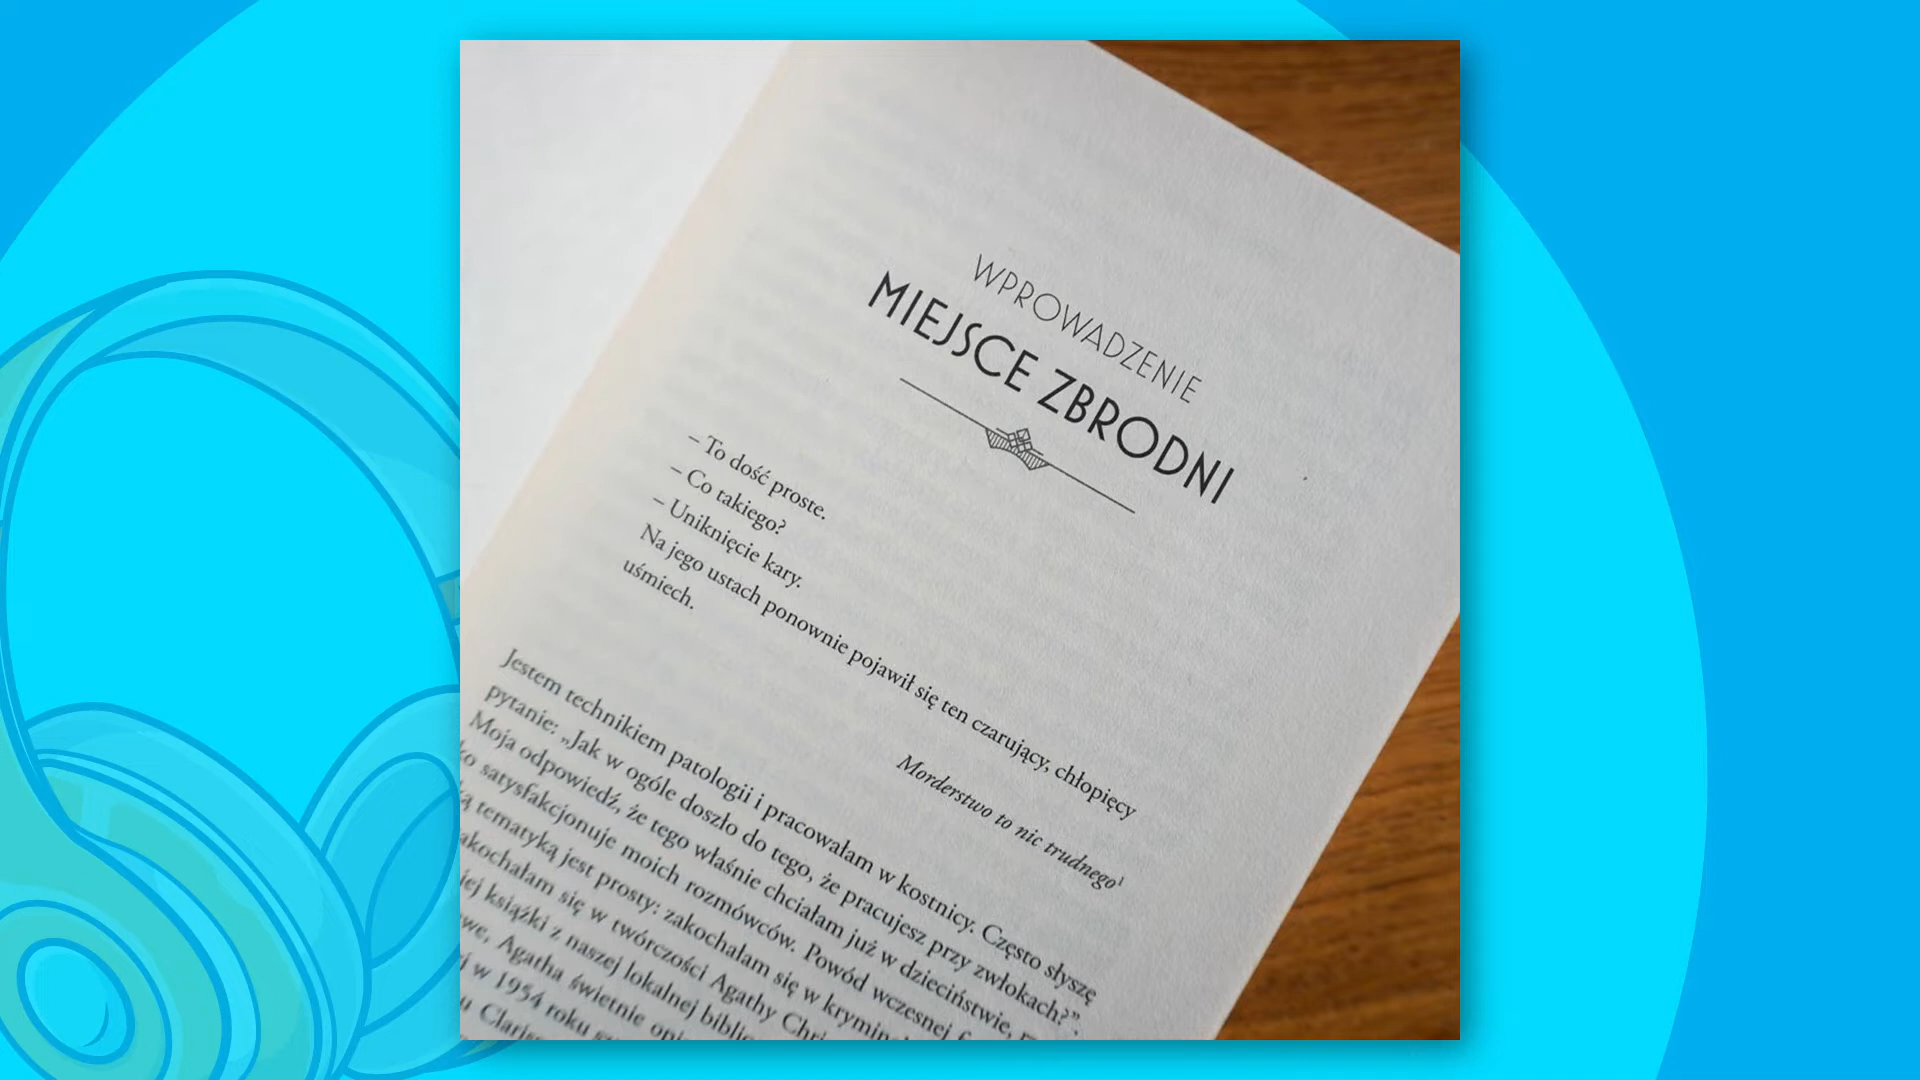 WPROWADZENIE
MIEJSCE ZBRODNI
– To dość proste.
– Co takiego?
– Uniknięcie kary.
Na jego ustach ponownie pojawił się ten czarujący, chłopięcy
uśmiech.
Morderstwo to nic trudnego¹
Jestem technikiem patologii i pracowałam w kostnicy. Często słyszę
pytanie: „Jak w ogóle doszło do tego, że pracujesz przy zwłokach?”.
Moja odpowiedź, że tego właśnie chciałam już w dzieciństwie,
satysfakcjonuje moich rozmówców. Powód wczesnej
tematyką jest prosty: zakochałam się w
się w twórczości Agathy
książki z naszej lokalnej
Agatha świetnie
w 1954 roku